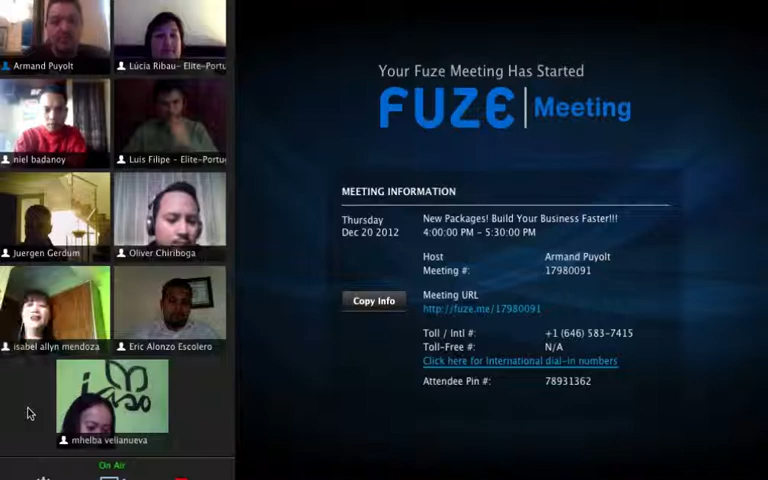 Armand Puyolt
Lúcia Ribau- Elite-Portu
niel badanoy
Luis Filipe - Elite-Portug
Juergen Gerdum
Oliver Chiriboga
isabel allyn mendoza
Eric Alonzo Escolero
mhelba velianueva
On Air
Your Fuze Meeting Has Started
FUZE | Meeting
MEETING INFORMATION
Thursday
Dec 20 2012
New Packages! Build Your Business Faster!!!
4:00:00 PM - 5:30:00 PM
Host Armand Puyolt
Meeting #: 17980091
Copy Info
Meeting URL
http://fuze.me/17980091
Toll / Intl #: +1 (646) 583-7415
Toll-Free #: N/A
Click here for International dial-in numbers
Attendee Pin #: 78931362